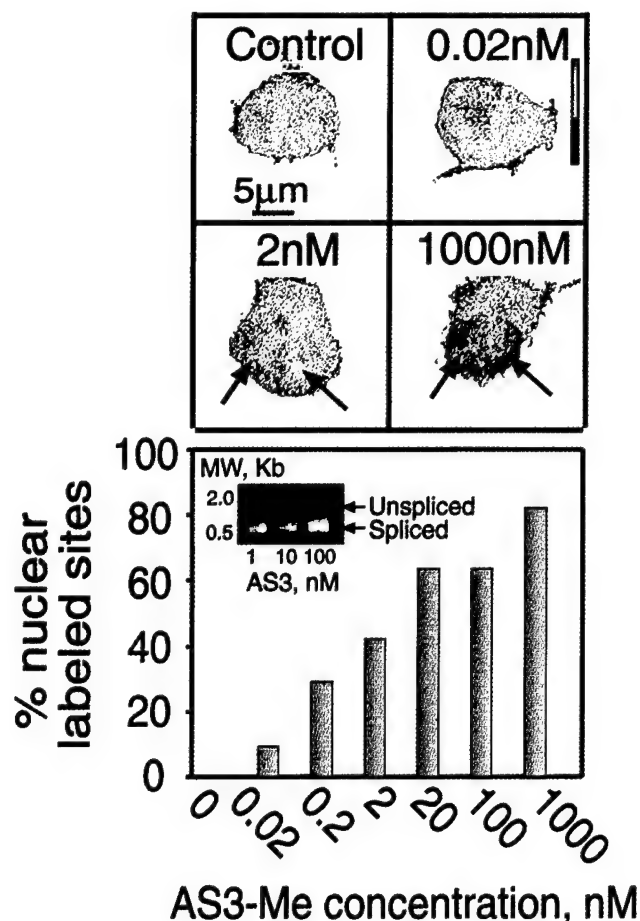 Control
0.02nM
5μm
2nM
1000nM
100
80
60
40
20
0
% nuclear
labeled sites
MW, Kb
2.0
0.5
Unspliced
Spliced
1 10 100
AS3, nM
0 0.02 0.2 2 20 100 1000
AS3-Me concentration, nM